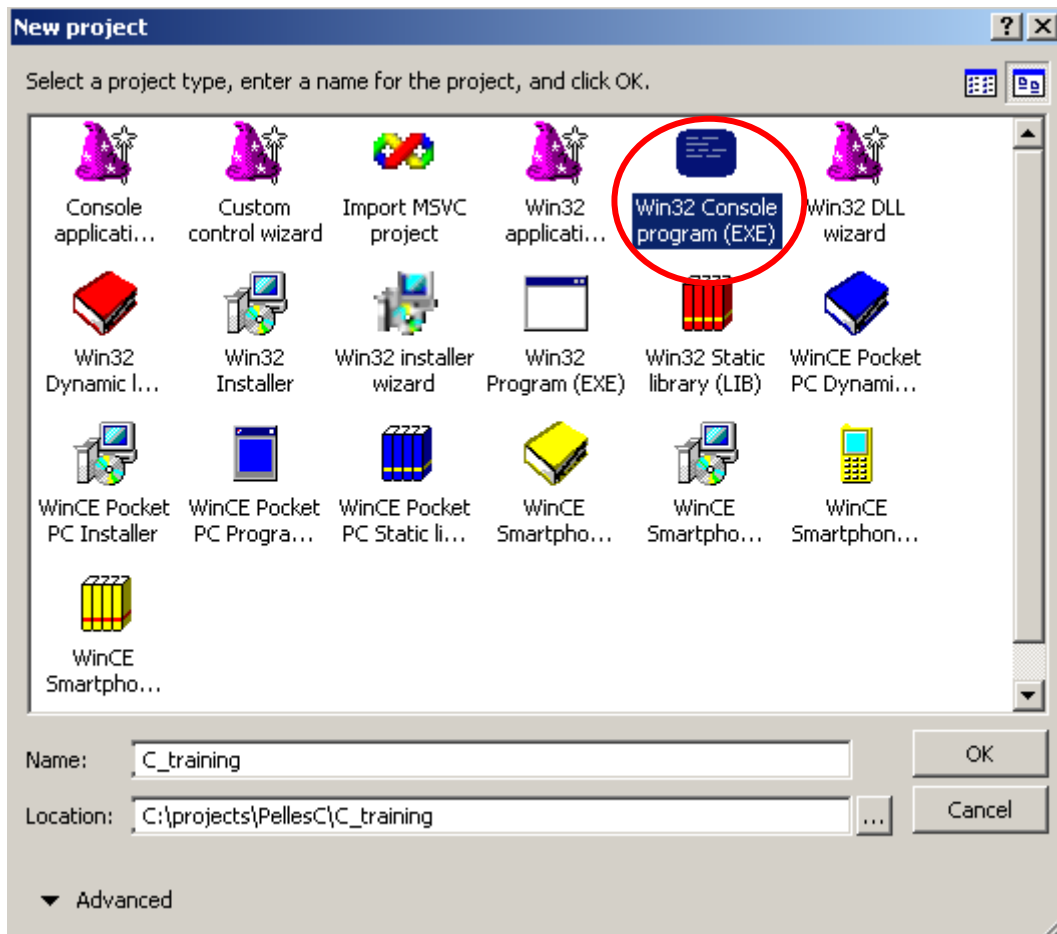 New project
Select a project type, enter a name for the project, and click OK.
Console
applicati...
Custom
control wizard
Import MSVC
project
Win32
applicati...
Win32 Console
program (EXE)
Win32 DLL
wizard
Win32
Dynamic l...
Win32
Installer
Win32 installer
wizard
Win32
Program (EXE)
Win32 Static
library (LIB)
WinCE Pocket
PC Dynami...
WinCE Pocket
PC Installer
WinCE Pocket
PC Progra...
WinCE Pocket
PC Static li...
WinCE
Smartpho...
WinCE
Smartpho...
WinCE
Smartphon...
WinCE
Smartpho...
Name: C_training
OK
Location: C:\projects\PellesC\C_training
...
Cancel
Advanced